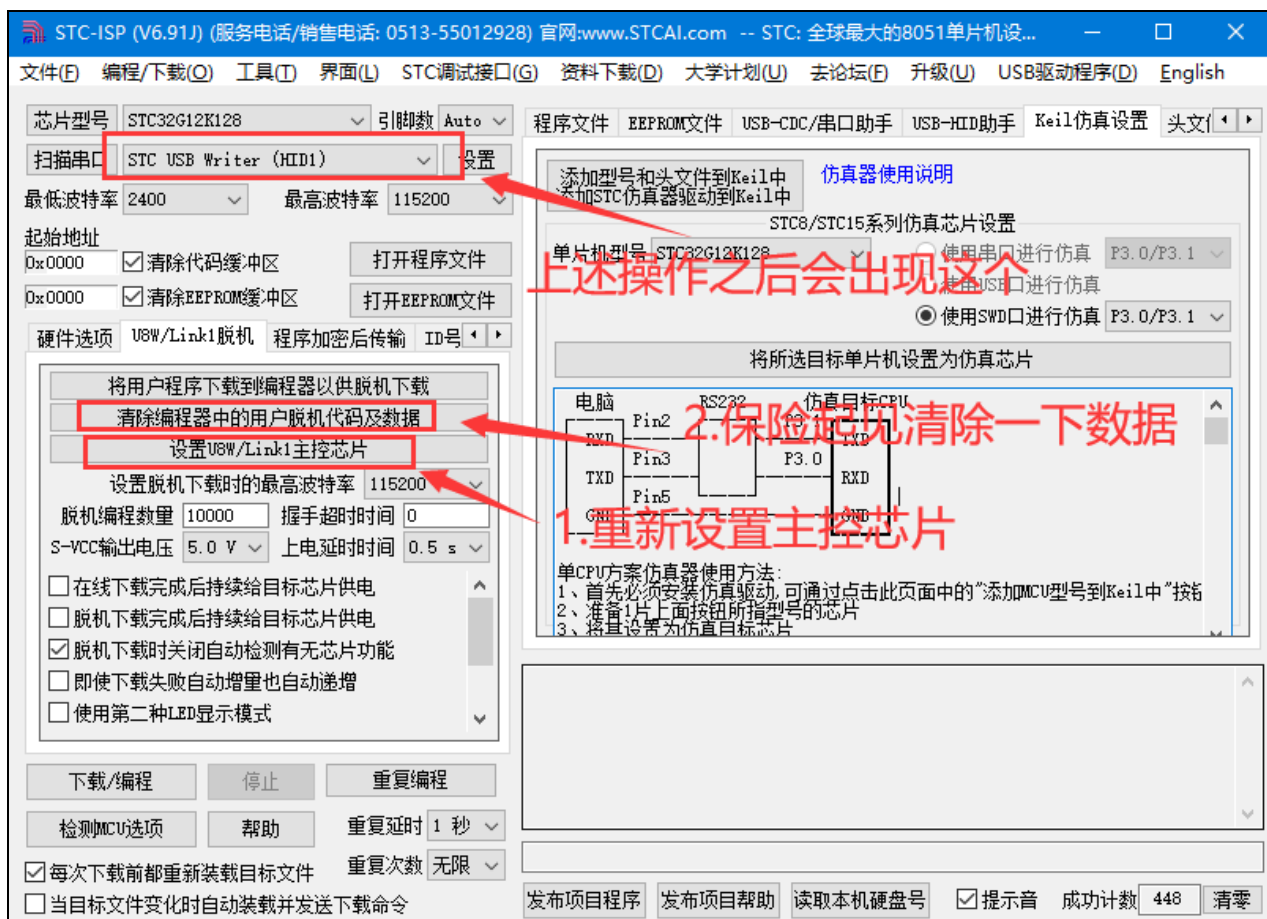 STC-ISP (V6.91J) (服务电话/销售电话: 0513-55012928) 官网:www.STCAI.com -- STC: 全球最大的8051单片机设...
文件(F) 编程/下载(O) 工具(T) 界面(L) STC调试接口(G) 资料下载(D) 大学计划(U) 去论坛(F) 升级(U) USB驱动程序(D) English
芯片型号 STC32G12K128 引脚数 Auto
扫描串口 STC USB Writer (HID1) 设置
最低波特率 2400 最高波特率 115200
起始地址
0x0000 清除代码缓冲区 打开程序文件
0x0000 清除EEPROM缓冲区 打开EEPROM文件
硬件选项 U8W/Link1脱机 程序加密后传输 ID号
将用户程序下载到编程器以供脱机下载
清除编程器中的用户脱机代码及数据
设置U8W/Link1主控芯片
设置脱机下载时的最高波特率 115200
脱机编程数量 10000 握手超时时间 0
S-VCC输出电压 5.0 V 上电延时时间 0.5 s
在线下载完成后持续给目标芯片供电
脱机下载完成后持续给目标芯片供电
脱机下载时关闭自动检测有无芯片功能
即使下载失败自动增量也自动递增
使用第二种LED显示模式
下载/编程 停止 重复编程
检测MCU选项 帮助 重复延时 1 秒
每次下载前都重新装载目标文件 重复次数 无限
当目标文件变化时自动装载并发送下载命令
程序文件 EEPROM文件 USB-CDC/串口助手 USB-HID助手 Keil仿真设置 头文件
添加型号和头文件到Keil中
添加STC仿真器驱动到Keil中
仿真器使用说明
STC8/STC15系列仿真芯片设置
单片机型号 STC32G12K128 使用串口进行仿真 P3.0/P3.1
上述操作之后会出现这个
使用USB口进行仿真
使用SWD口进行仿真 P3.0/P3.1
将所选目标单片机设置为仿真芯片
电脑 RS232 仿真目标CPU
Pin2 P3.1
RXD TXD
2.保险起见清除一下数据
Pin3 P3.0
TXD RXD
Pin5
GND GND
1.重新设置主控芯片
单CPU方案仿真器使用方法:
1、首先必须安装仿真驱动,可通过点击此页面中的"添加MCU型号到Keil中"按钮
2、准备1片上面按钮所指型号的芯片
3、将其设置为仿真目标芯片
发布项目程序 发布项目帮助 读取本机硬盘号 提示音 成功计数 448 清零